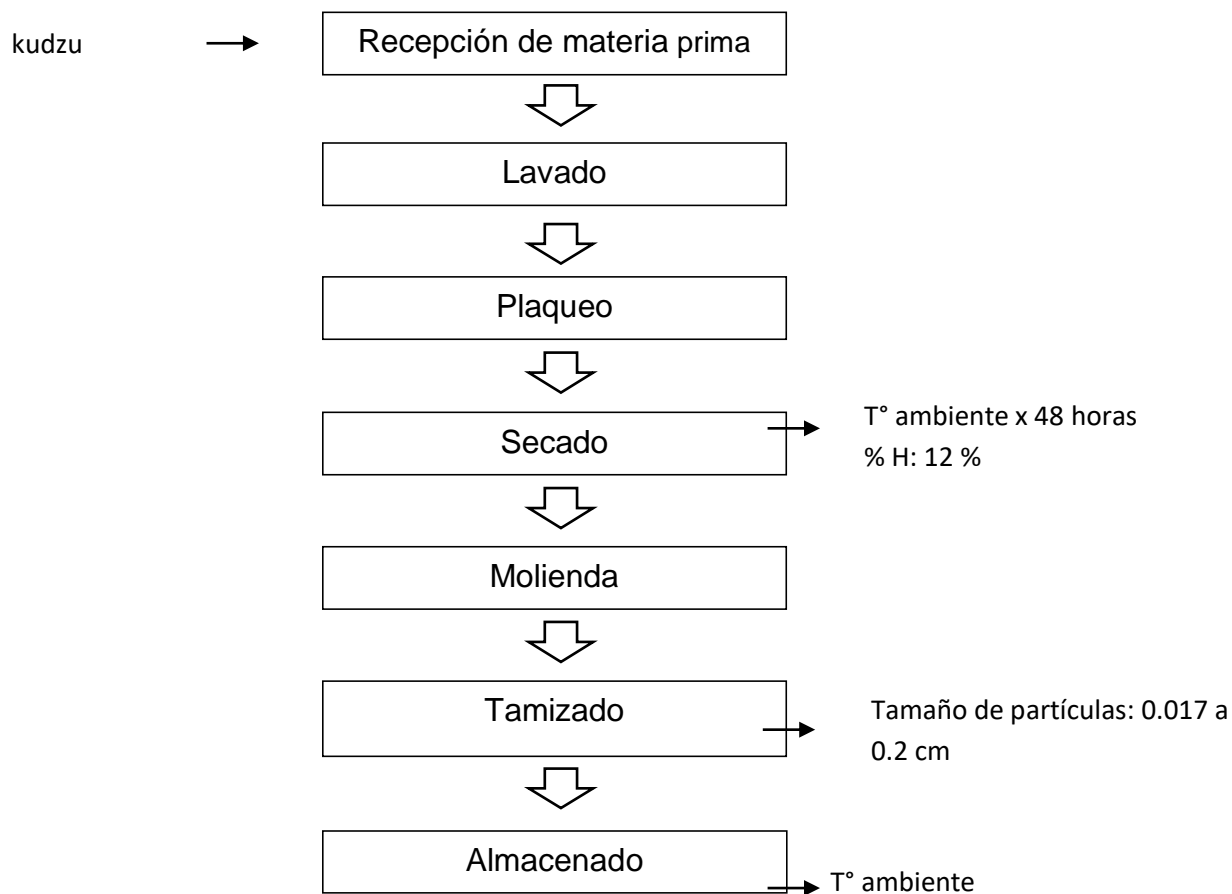 kudzu
Recepción de materia prima
Lavado
Plaqueo
Secado
T° ambiente x 48 horas
% H: 12 %
Molienda
Tamizado
Tamaño de partículas: 0.017 a
0.2 cm
Almacenado
T° ambiente